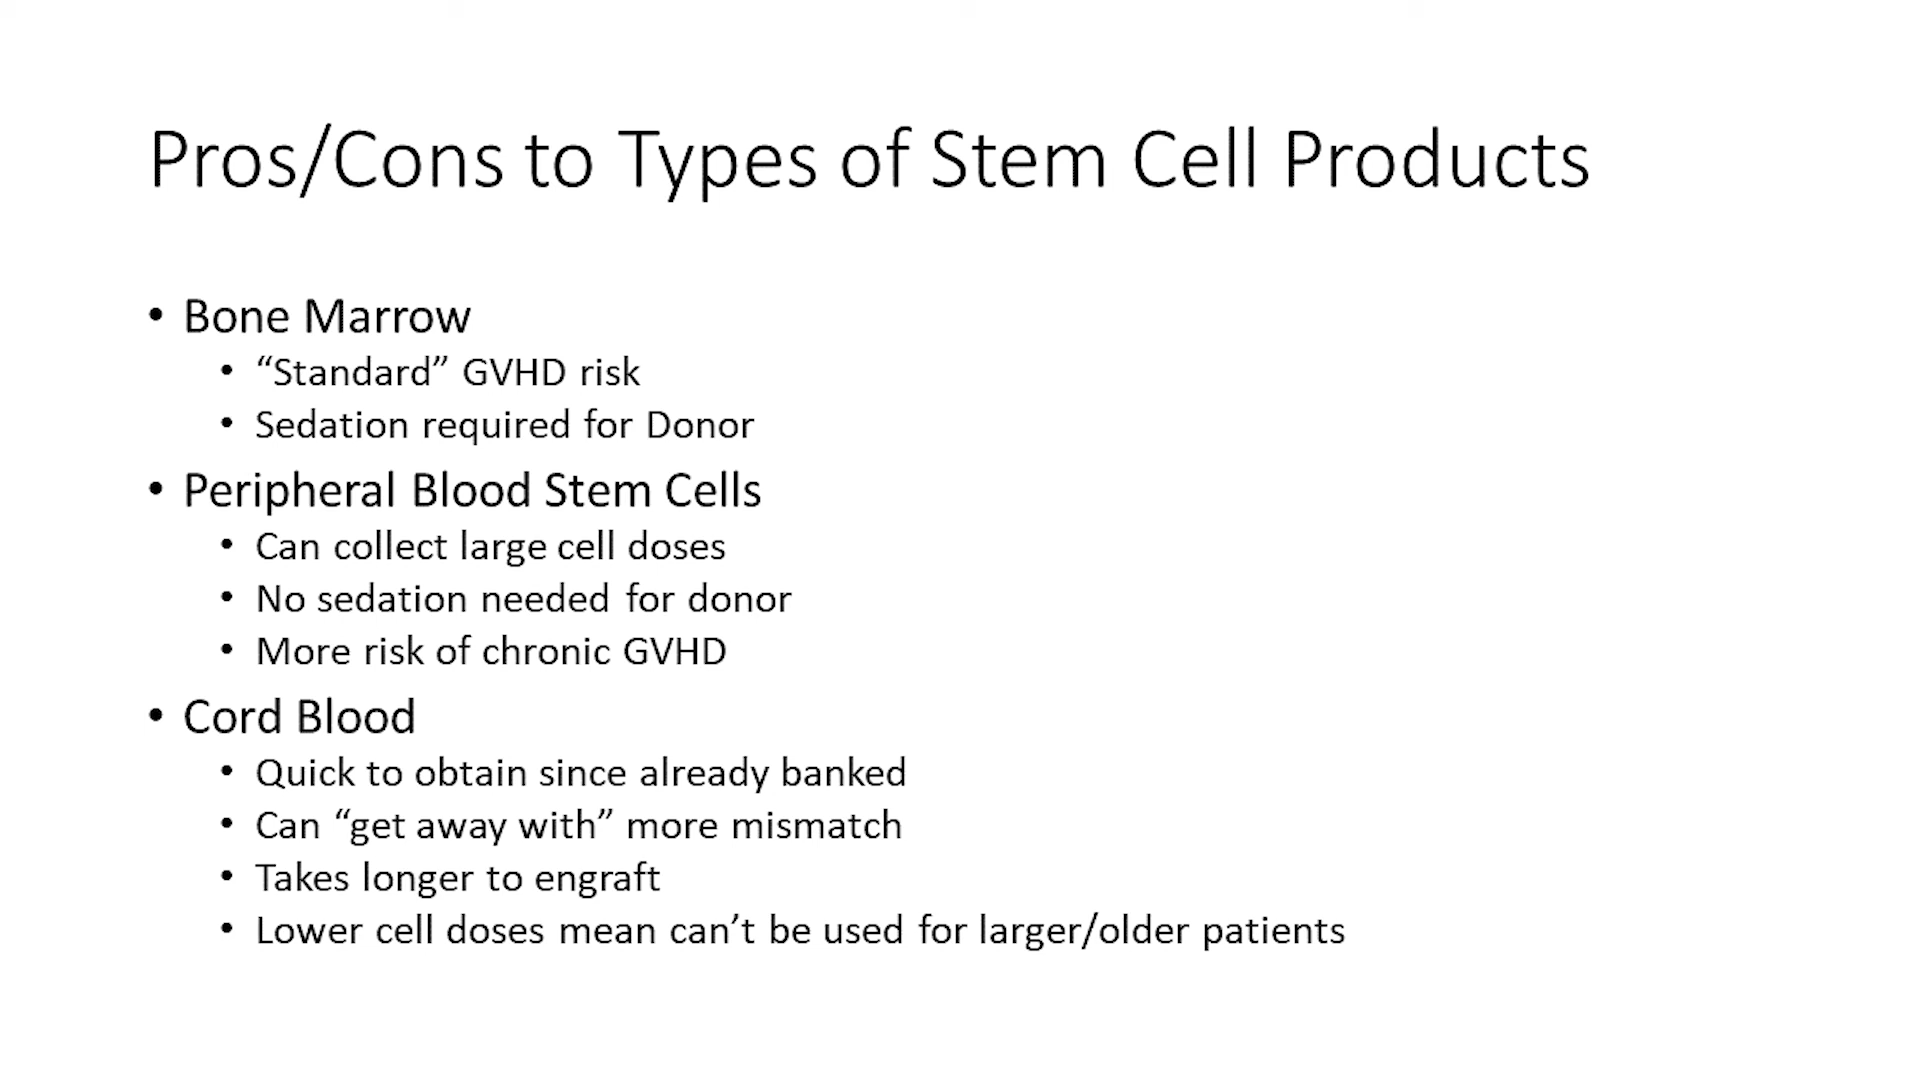 Pros/Cons to Types of Stem Cell Products
• Bone Marrow
• “Standard” GVHD risk
• Sedation required for Donor
• Peripheral Blood Stem Cells
• Can collect large cell doses
• No sedation needed for donor
• More risk of chronic GVHD
• Cord Blood
• Quick to obtain since already banked
• Can “get away with” more mismatch
• Takes longer to engraft
• Lower cell doses mean can’t be used for larger/older patients